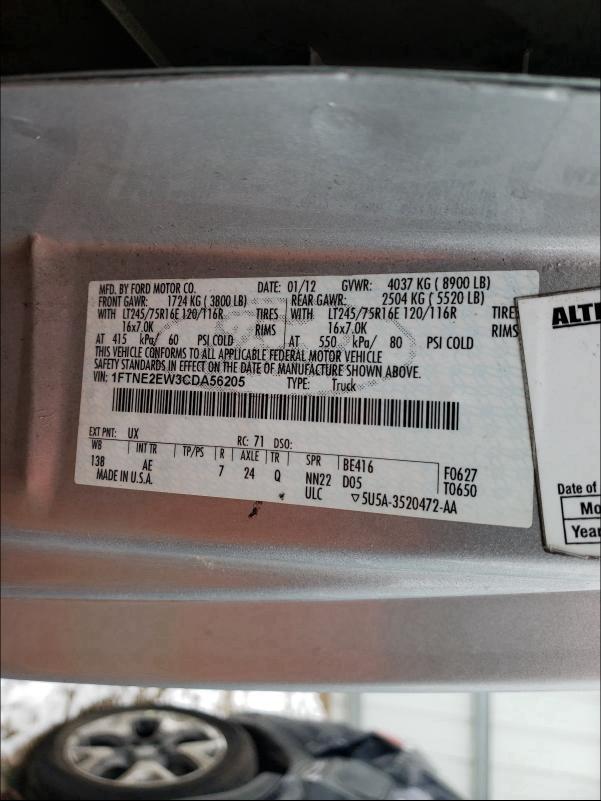 MFD. BY FORD MOTOR CO. DATE: 01/12 GVWR: 4037 KG ( 8900 LB)
FRONT GAWR: 1724 KG ( 3800 LB) REAR GAWR: 2504 KG ( 5520 LB)
WITH LT245/75R16E 120/116R TIRES WITH LT245/75R16E 120/116R TIRES
16x7.0K RIMS 16x7.0K RIMS
AT 415 kPa/ 60 PSI COLD AT 550 kPa/ 80 PSI COLD
THIS VEHICLE CONFORMS TO ALL APPLICABLE FEDERAL MOTOR VEHICLE
SAFETY STANDARDS IN EFFECT ON THE DATE OF MANUFACTURE SHOWN ABOVE.
VIN: 1FTNE2EW3CDA56205 TYPE: Truck
EXT PNT: UX RC: 71 DSO:
WB INT TR TP/PS R AXLE TR SPR BE416 F0627
138 AE 7 24 Q NN22 D05 T0650
MADE IN U.S.A. ULC ▽5U5A-3520472-AA
ALTE
Date of
Mo
Year